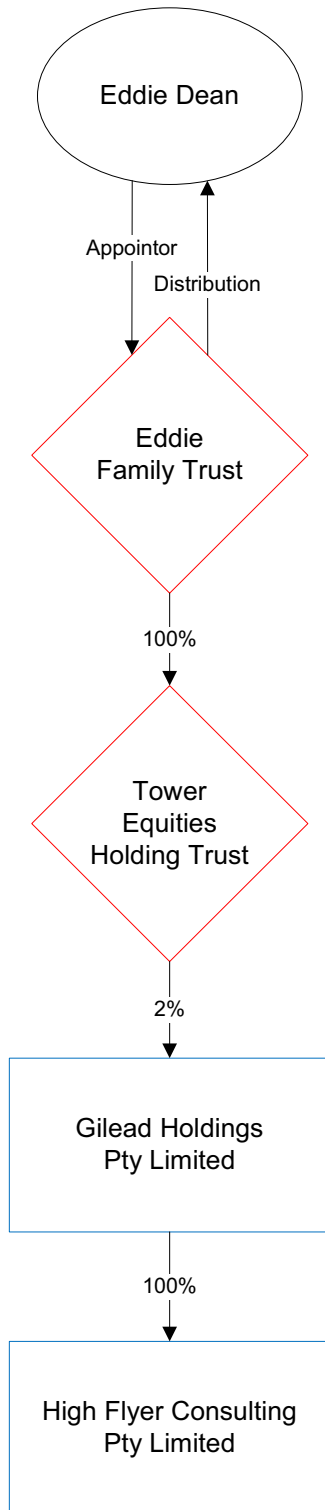 Eddie Dean
Appointor
Distribution
Eddie
Family Trust
100%
Tower
Equities
Holding Trust
2%
Gilead Holdings
Pty Limited
100%
High Flyer Consulting
Pty Limited